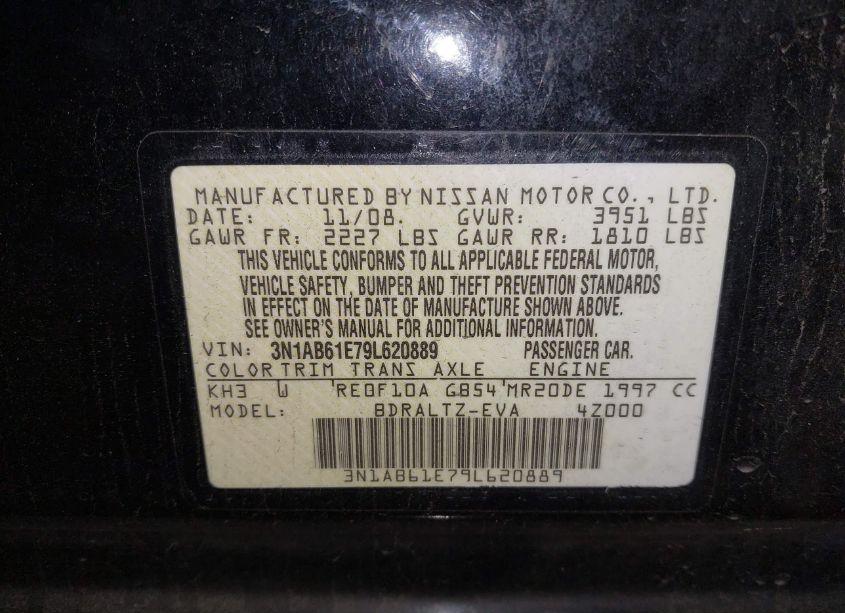 MANUFACTURED BY NISSAN MOTOR CO., LTD.
DATE: 11/08. GVWR: 3951 LBS
GAWR FR: 2227 LBS GAWR RR: 1810 LBS
THIS VEHICLE CONFORMS TO ALL APPLICABLE FEDERAL MOTOR,
VEHICLE SAFETY, BUMPER AND THEFT PREVENTION STANDARDS
IN EFFECT ON THE DATE OF MANUFACTURE SHOWN ABOVE.
SEE OWNER'S MANUAL FOR ADDITIONAL INFORMATION.
VIN: 3N1AB61E79L620889 PASSENGER CAR.
COLOR TRIM TRANS AXLE ENGINE
KH3 W 'RE0F10A GB54 'MR20DE 1997 CC
MODEL: BDRALTZ-EVA 4Z000
3N1AB61E79L620889